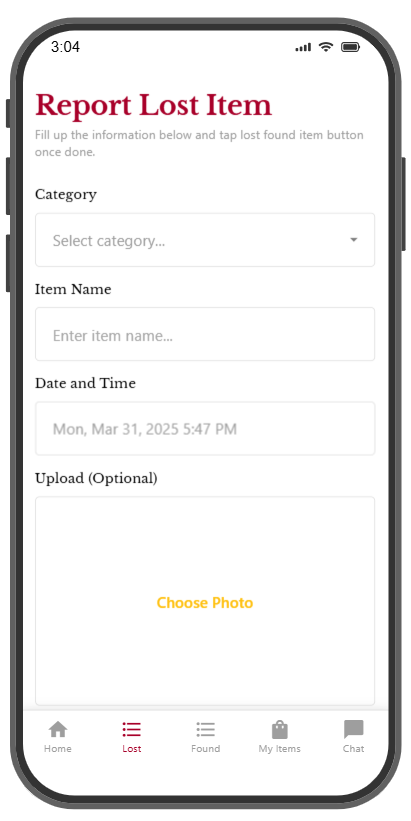 3:04
Report Lost Item
Fill up the information below and tap lost found item button
once done.
Category
Select category...
Item Name
Enter item name...
Date and Time
Mon, Mar 31, 2025 5:47 PM
Upload (Optional)
Choose Photo
Home
Lost
Found
My Items
Chat